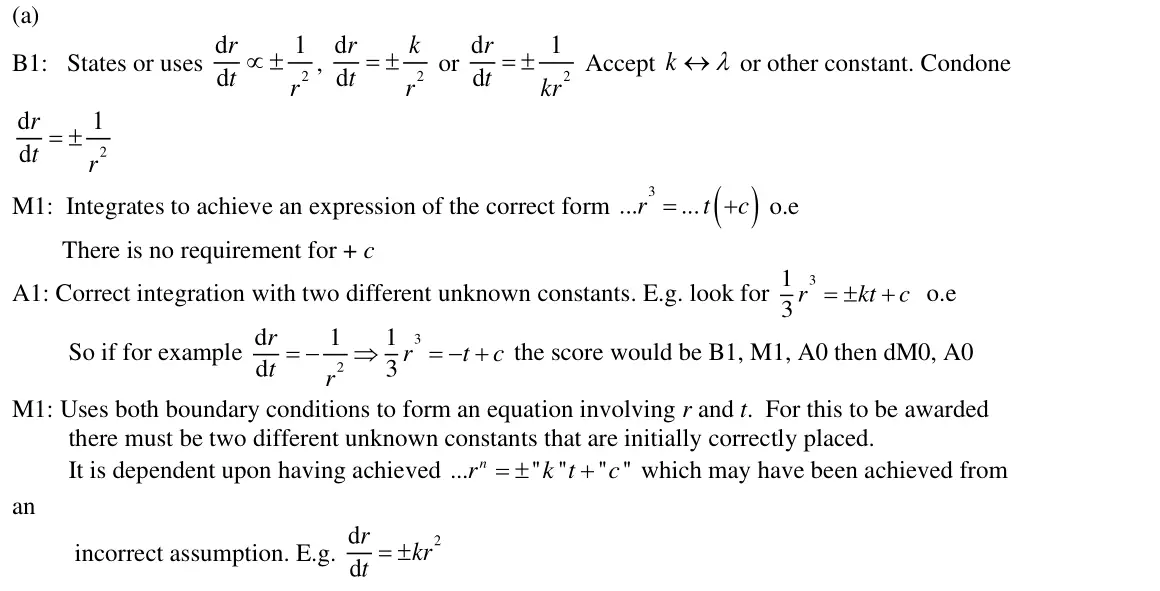 (a)
B1: States or uses dr/dt ∝ ± 1/r², dr/dt = ± k/r² or dr/dt = ± 1/kr² Accept k ↔ λ or other constant. Condone
dr/dt = ± 1/r²
M1: Integrates to achieve an expression of the correct form ...r³ = ...t(+c) o.e
There is no requirement for + c
A1: Correct integration with two different unknown constants. E.g. look for 1/3 r³ = ±kt + c o.e
So if for example dr/dt = − 1/r² ⇒ 1/3 r³ = −t + c the score would be B1, M1, A0 then dM0, A0
M1: Uses both boundary conditions to form an equation involving r and t. For this to be awarded
there must be two different unknown constants that are initially correctly placed.
It is dependent upon having achieved ...rⁿ = ±"k"t + "c" which may have been achieved from
an
incorrect assumption. E.g. dr/dt = ±kr²